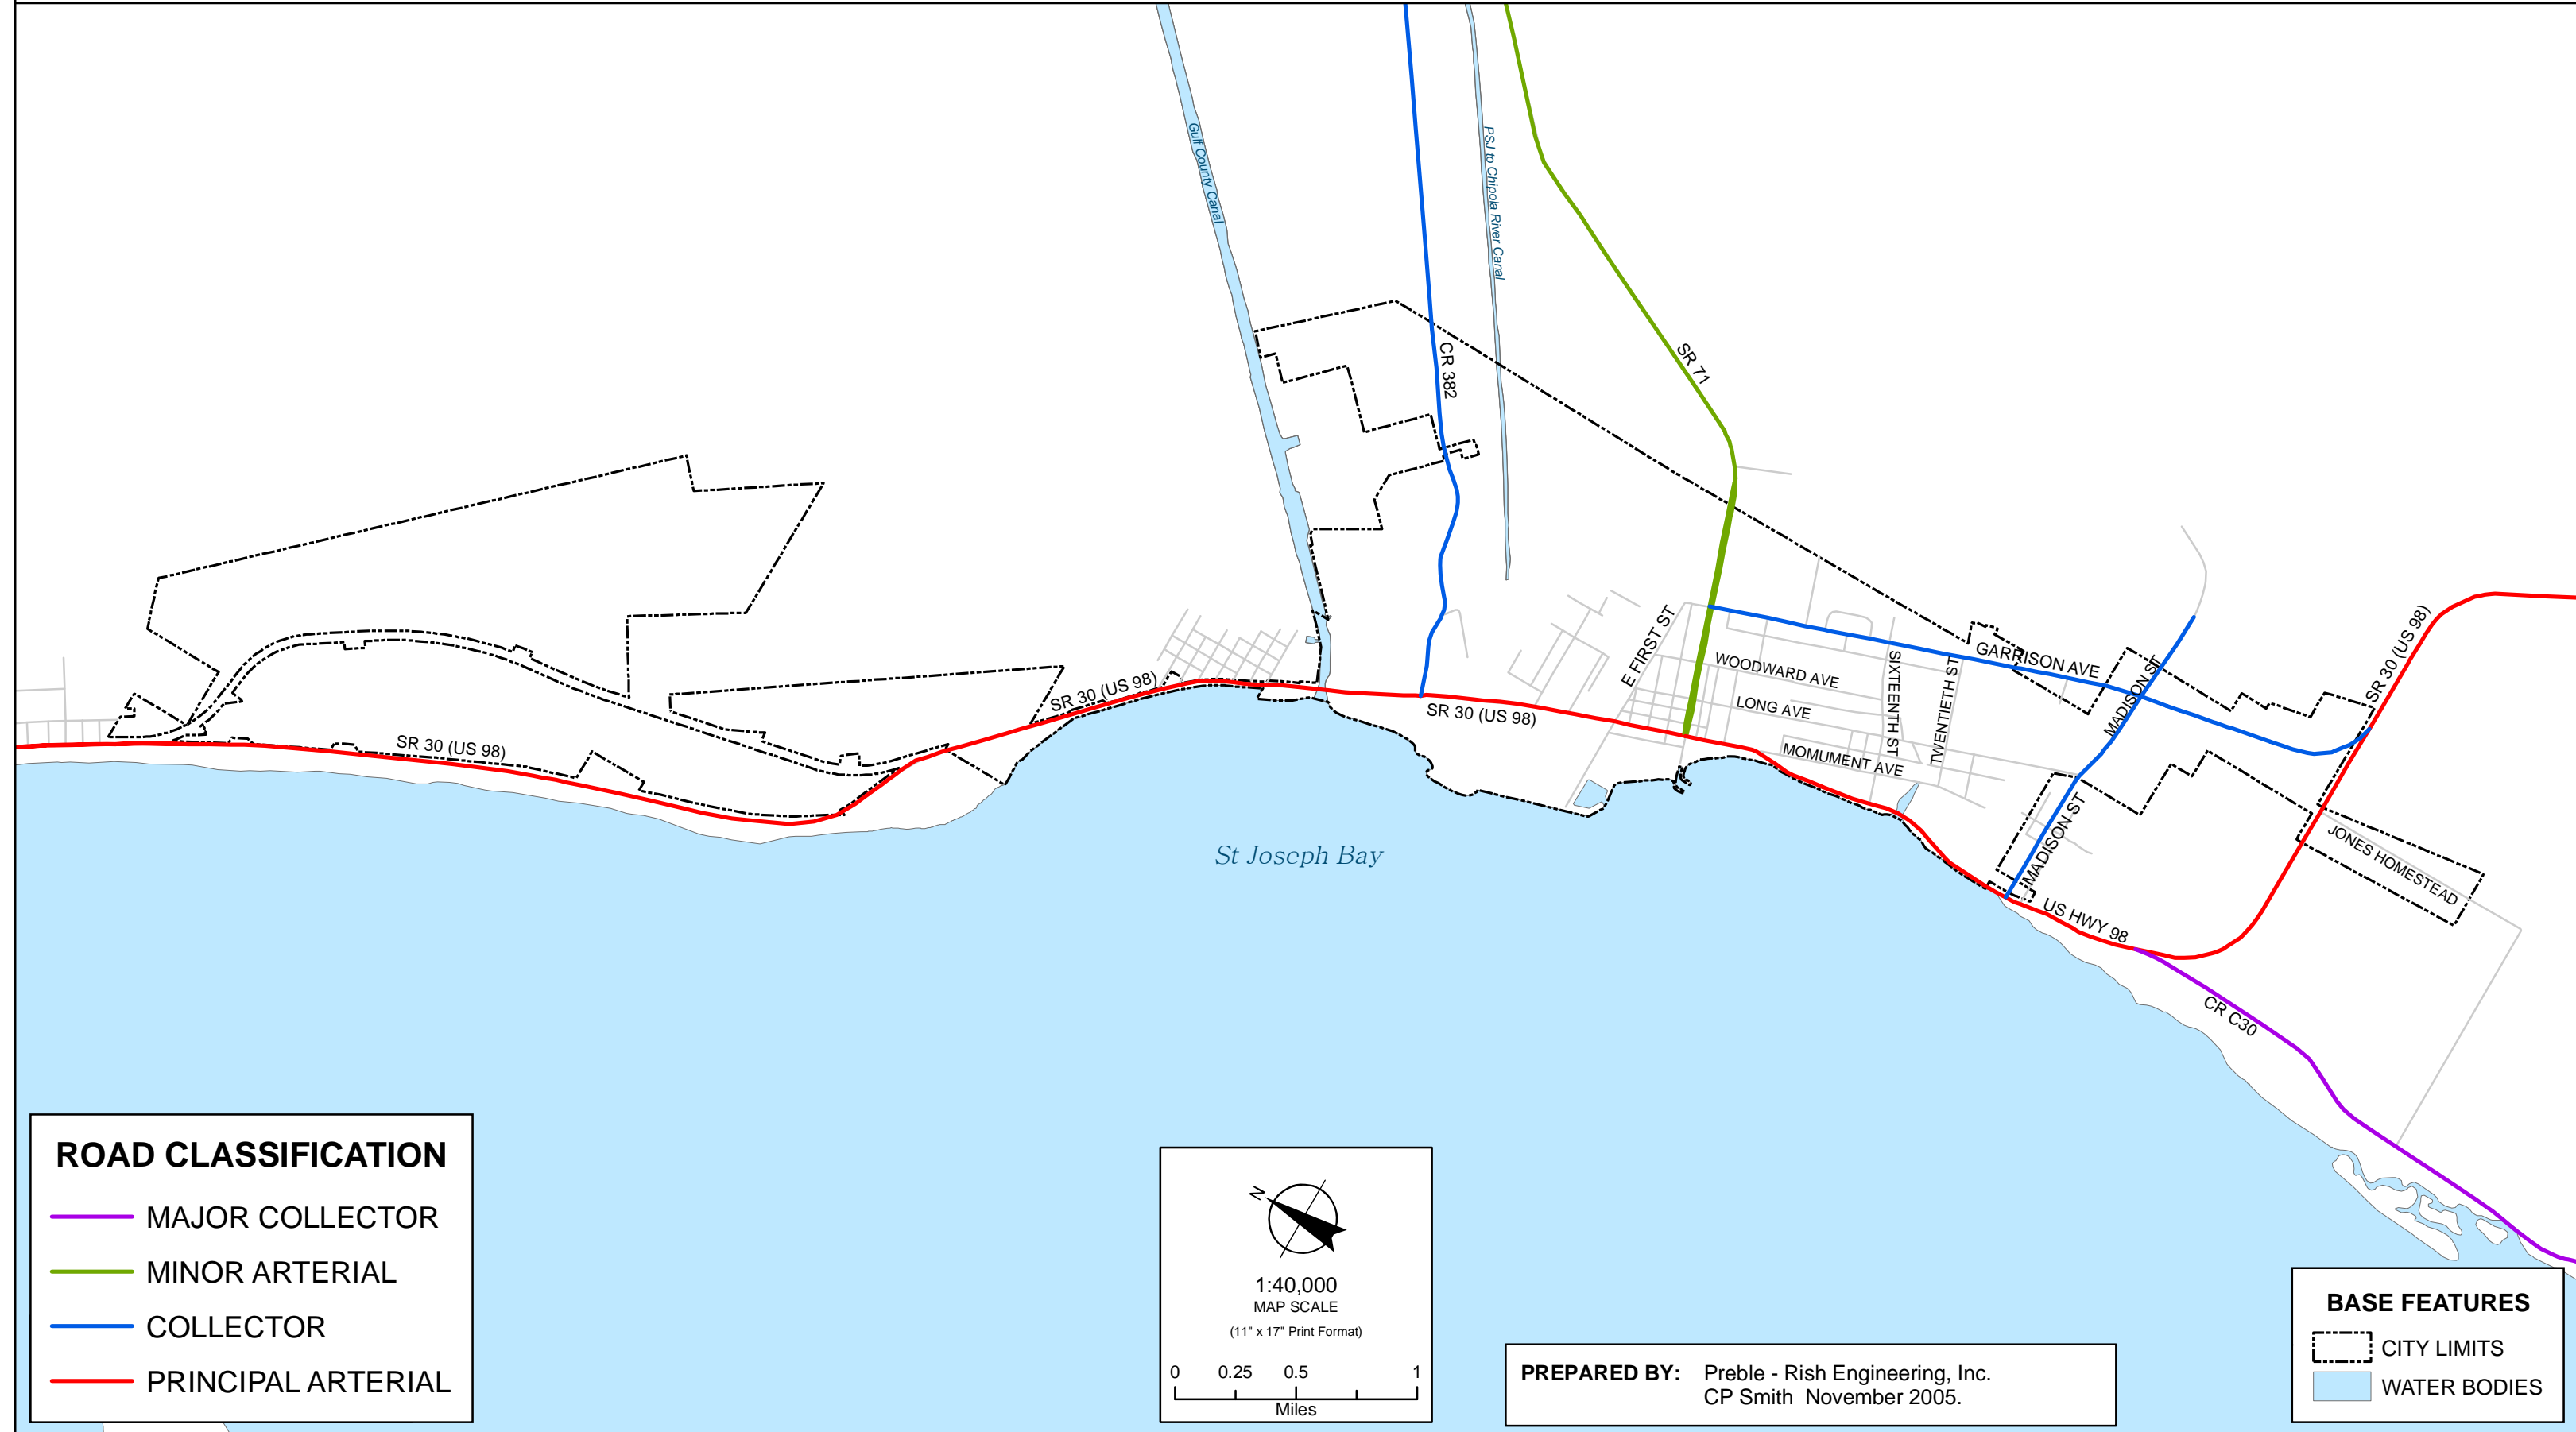 Gulf County Canal
PSJ to Chipola River Canal
CR 382
SR 71
E FIRST ST
WOODWARD AVE
LONG AVE
MOMUMENT AVE
SIXTEENTH ST
TWENTIETH ST
GARRISON AVE
MADISON ST
MADISON ST
SR 30 (US 98)
SR 30 (US 98)
SR 30 (US 98)
SR 30 (US 98)
JONES HOMESTEAD
US HWY 98
CR C30
St Joseph Bay
ROAD CLASSIFICATION
MAJOR COLLECTOR
MINOR ARTERIAL
COLLECTOR
PRINCIPAL ARTERIAL
N
1:40,000
MAP SCALE
(11" x 17" Print Format)
0 0.25 0.5 1
Miles
PREPARED BY: Preble - Rish Engineering, Inc.
CP Smith November 2005.
BASE FEATURES
CITY LIMITS
WATER BODIES